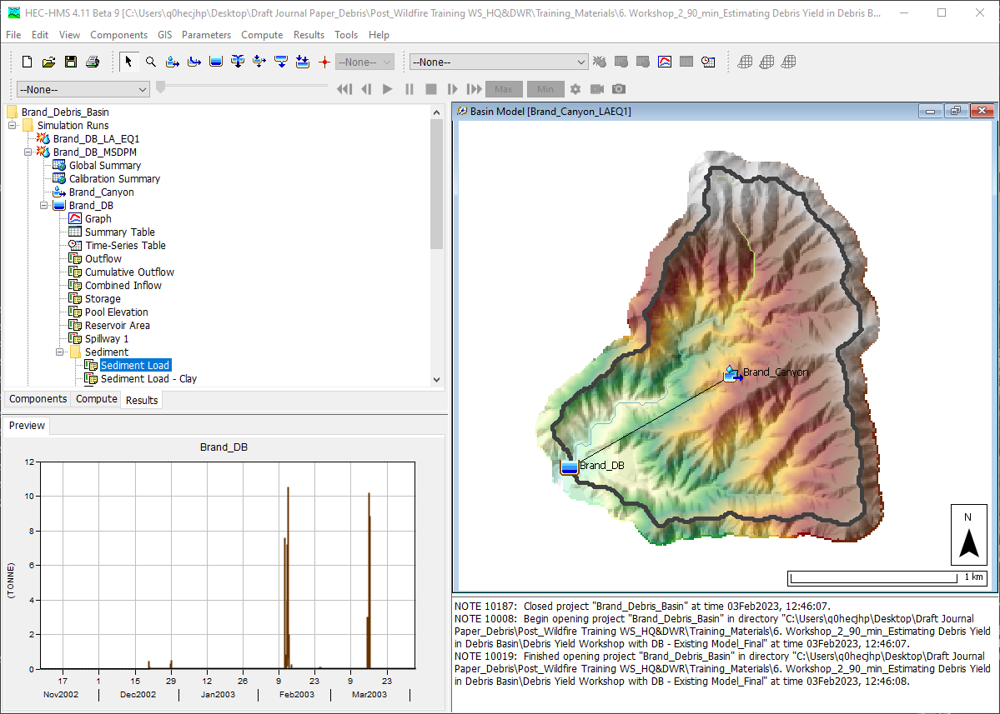 HEC-HMS 4.11 Beta 9 [C:\Users\q0hecjhp\Desktop\Draft Journal Paper_Debris\Post_Wildfire Training WS_HQ&DWR\Training_Materials\6. Workshop_2_90_min_Estimating Debris Yield in Debris B...
File Edit View Components GIS Parameters Compute Results Tools Help
--None-- --None--
--None-- Max Min
Brand_Debris_Basin
Simulation Runs
Brand_DB_LA_EQ1
Brand_DB_MSDPM
Global Summary
Calibration Summary
Brand_Canyon
Brand_DB
Graph
Summary Table
Time-Series Table
Outflow
Cumulative Outflow
Combined Inflow
Storage
Pool Elevation
Reservoir Area
Spillway 1
Sediment
Sediment Load
Sediment Load - Clay
Components Compute Results
Preview
Brand_DB
12
10
8
6
4
2
0
(TONNE)
17 1 15 29 12 26 9 23 9 23
Nov2002 Dec2002 Jan2003 Feb2003 Mar2003
Basin Model [Brand_Canyon_LAEQ1]
Brand_Canyon
Brand_DB
N
1 km
NOTE 10187: Closed project "Brand_Debris_Basin" at time 03Feb2023, 12:46:07.
NOTE 10008: Begin opening project "Brand_Debris_Basin" in directory "C:\Users\q0hecjhp\Desktop\Draft Journal
Paper_Debris\Post_Wildfire Training WS_HQ&DWR\Training_Materials\6. Workshop_2_90_min_Estimating Debris Yield
in Debris Basin\Debris Yield Workshop with DB - Existing Model_Final" at time 03Feb2023, 12:46:07.
NOTE 10019: Finished opening project "Brand_Debris_Basin" in directory "C:\Users\q0hecjhp\Desktop\Draft Journal
Paper_Debris\Post_Wildfire Training WS_HQ&DWR\Training_Materials\6. Workshop_2_90_min_Estimating Debris Yield
in Debris Basin\Debris Yield Workshop with DB - Existing Model_Final" at time 03Feb2023, 12:46:08.